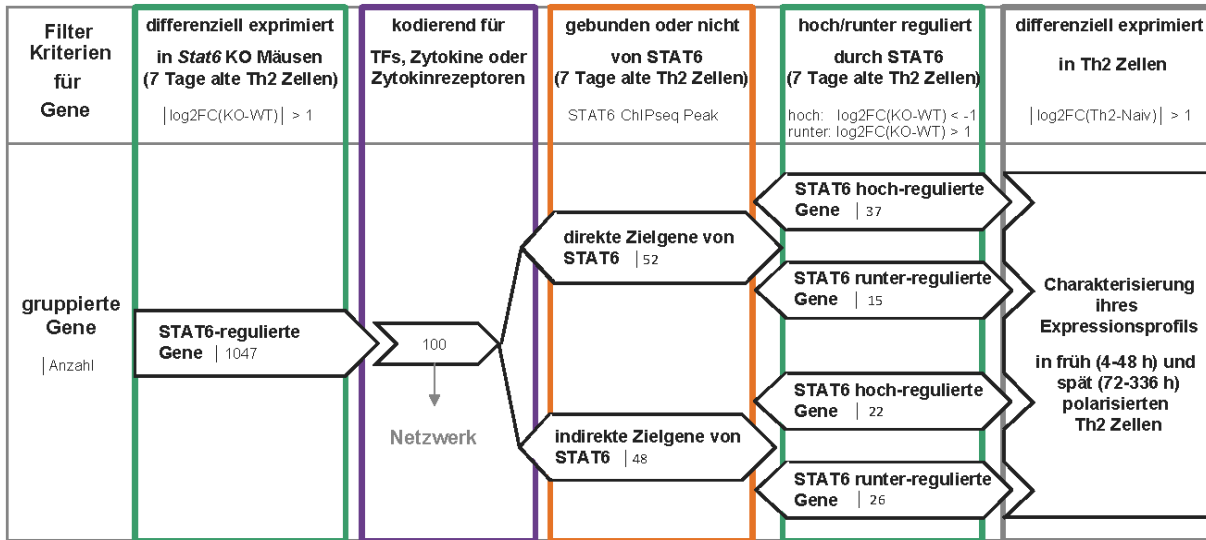 Filter
Kriterien
für
Gene
differenziell exprimiert
in Stat6 KO Mäusen
(7 Tage alte Th2 Zellen)
|log2FC(KO-WT)| > 1
kodierend für
TFs, Zytokine oder
Zytokinrezeptoren
gebunden oder nicht
von STAT6
(7 Tage alte Th2 Zellen)
STAT6 ChIPseq Peak
hoch/runter reguliert
durch STAT6
(7 Tage alte Th2 Zellen)
hoch: log2FC(KO-WT) < -1
runter: log2FC(KO-WT) > 1
differenziell exprimiert
in Th2 Zellen
|log2FC(Th2-Naiv)| > 1
gruppierte
Gene
|Anzahl
STAT6-regulierte
Gene | 1047
100
Netzwerk
direkte Zielgene von
STAT6 | 52
indirekte Zielgene von
STAT6 | 48
STAT6 hoch-regulierte
Gene | 37
STAT6 runter-regulierte
Gene | 15
STAT6 hoch-regulierte
Gene | 22
STAT6 runter-regulierte
Gene | 26
Charakterisierung
ihres
Expressionsprofils
in früh (4-48 h) und
spät (72-336 h)
polarisierten
Th2 Zellen